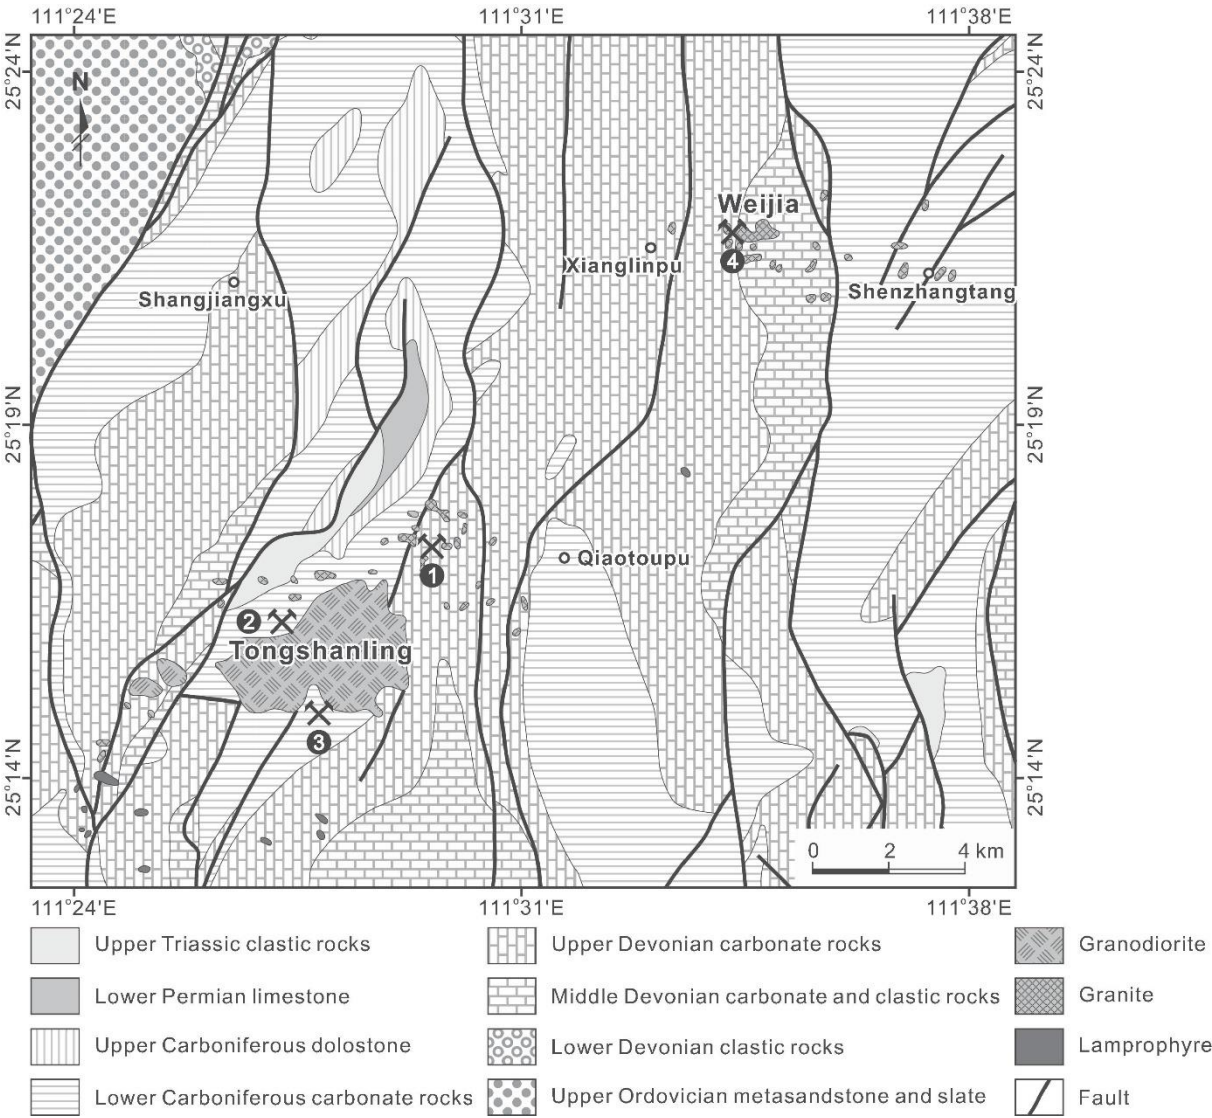 111°24'E 111°31'E 111°38'E
25°24'N 25°24'N
N
Weijia
4
Xianglinpu
Shangjiangxu
Shenzhangtang
25°19'N 25°19'N
1
Qiaotoupu
2
Tongshanling
3
25°14'N 25°14'N
0 2 4 km
111°24'E 111°31'E 111°38'E
Upper Triassic clastic rocks
Lower Permian limestone
Upper Carboniferous dolostone
Lower Carboniferous carbonate rocks
Upper Devonian carbonate rocks
Middle Devonian carbonate and clastic rocks
Lower Devonian clastic rocks
Upper Ordovician metasandstone and slate
Granodiorite
Granite
Lamprophyre
Fault